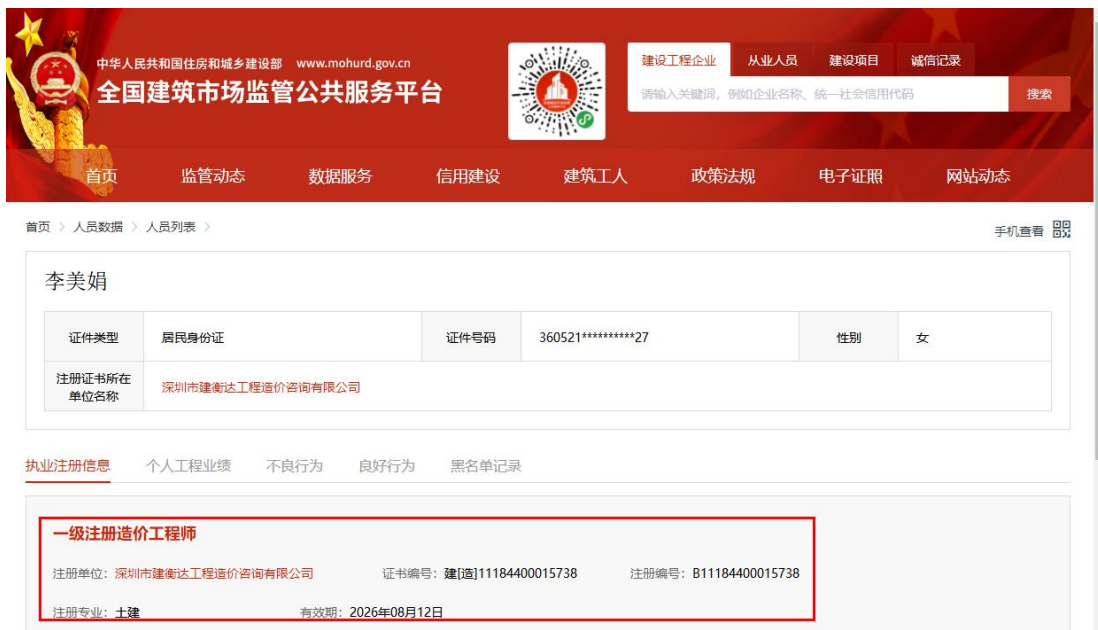 中华人民共和国住房和城乡建设部 www.mohurd.gov.cn
全国建筑市场监管公共服务平台
建设工程企业 从业人员 建设项目 诚信记录
请输入关键词，例如企业名称、统一社会信用代码 搜索
首页 监管动态 数据服务 信用建设 建筑工人 政策法规 电子证照 网站动态
首页 > 人员数据 > 人员列表 >
手机查看
李美娟
证件类型 居民身份证 证件号码 360521**********27 性别 女
注册证书所在
单位名称
深圳市建衡达工程造价咨询有限公司
执业注册信息 个人工程业绩 不良行为 良好行为 黑名单记录
一级注册造价工程师
注册单位：深圳市建衡达工程造价咨询有限公司 证书编号：建[造]11184400015738 注册编号：B11184400015738
注册专业：土建 有效期：2026年08月12日